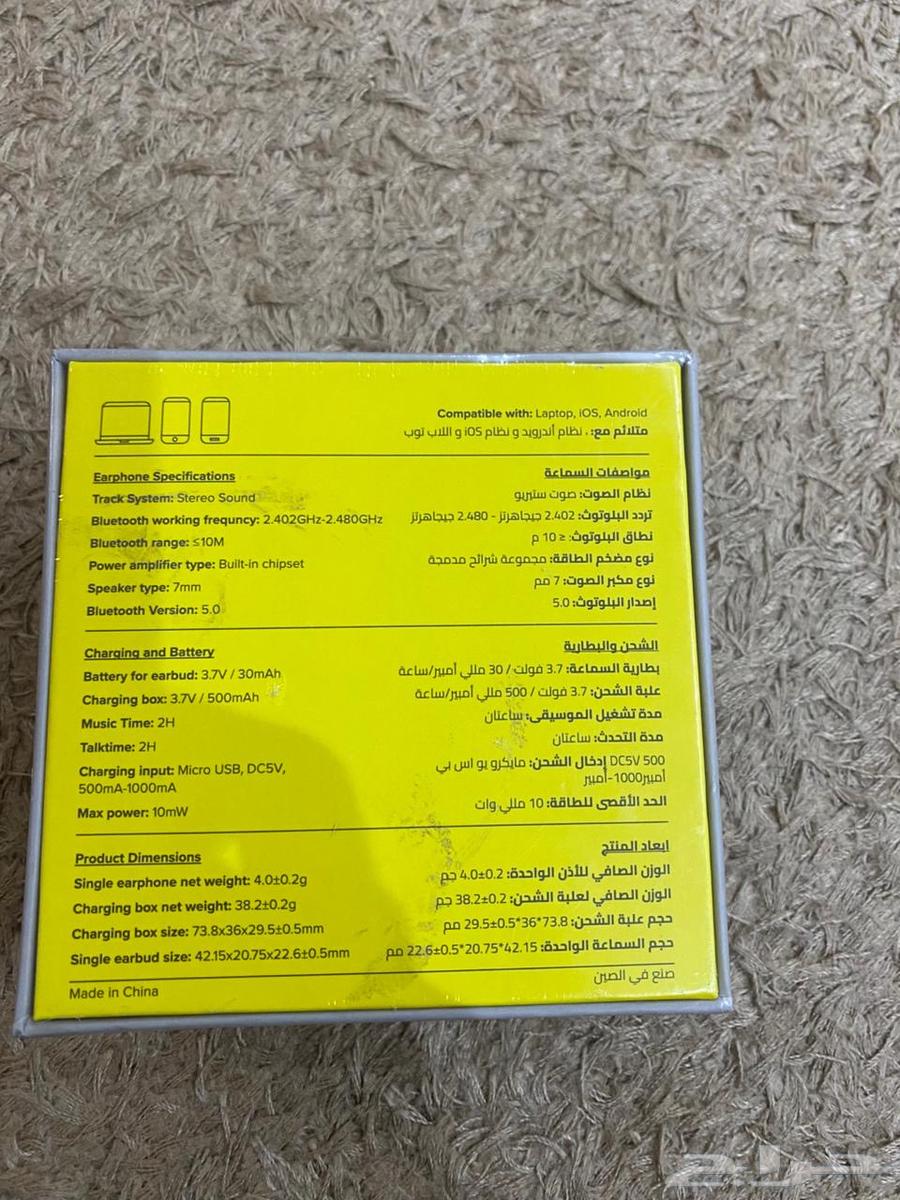 Compatible with: Laptop, iOS, Android
متلائم مع: . نظام أندرويد و نظام iOS و اللاب توب
Earphone Specifications
Track System: Stereo Sound
Bluetooth working frequncy: 2.402GHz-2.480GHz
Bluetooth range: ≤10M
Power amplifier type: Built-in chipset
Speaker type: 7mm
Bluetooth Version: 5.0
مواصفات السماعة
نظام الصوت: صوت ستيريو
تردد البلوتوث: 2.402 جيجاهرتز - 2.480 جيجاهرتز
نطاق البلوتوث: ≤ 10 م
نوع مضخم الطاقة: مجموعة شرائح مدمجة
نوع مكبر الصوت: 7 مم
إصدار البلوتوث: 5.0
Charging and Battery
Battery for earbud: 3.7V / 30mAh
Charging box: 3.7V / 500mAh
Music Time: 2H
Talktime: 2H
Charging input: Micro USB, DC5V,
500mA-1000mA
Max power: 10mW
الشحن والبطارية
بطارية السماعة: 3.7 فولت / 30 مللي أمبير/ساعة
علبة الشحن: 3.7 فولت / 500 مللي أمبير/ساعة
مدة تشغيل الموسيقى: ساعتان
مدة التحدث: ساعتان
DC5V 500 إدخال الشحن: مايكرو يو اس بي
أمبير1000-أمبير
الحد الأقصى للطاقة: 10 مللي وات
Product Dimensions
Single earphone net weight: 4.0±0.2g
Charging box net weight: 38.2±0.2g
Charging box size: 73.8x36x29.5±0.5mm
Single earbud size: 42.15x20.75x22.6±0.5mm
ابعاد المنتج
الوزن الصافي للأذن الواحدة: 4.0±0.2 جم
الوزن الصافي لعلبة الشحن: 38.2±0.2 جم
حجم علبة الشحن: 73.8*36*29.5±0.5 مم
حجم السماعة الواحدة: 42.15*20.75*22.6±0.5 مم
Made in China
صنع في الصين
حراج